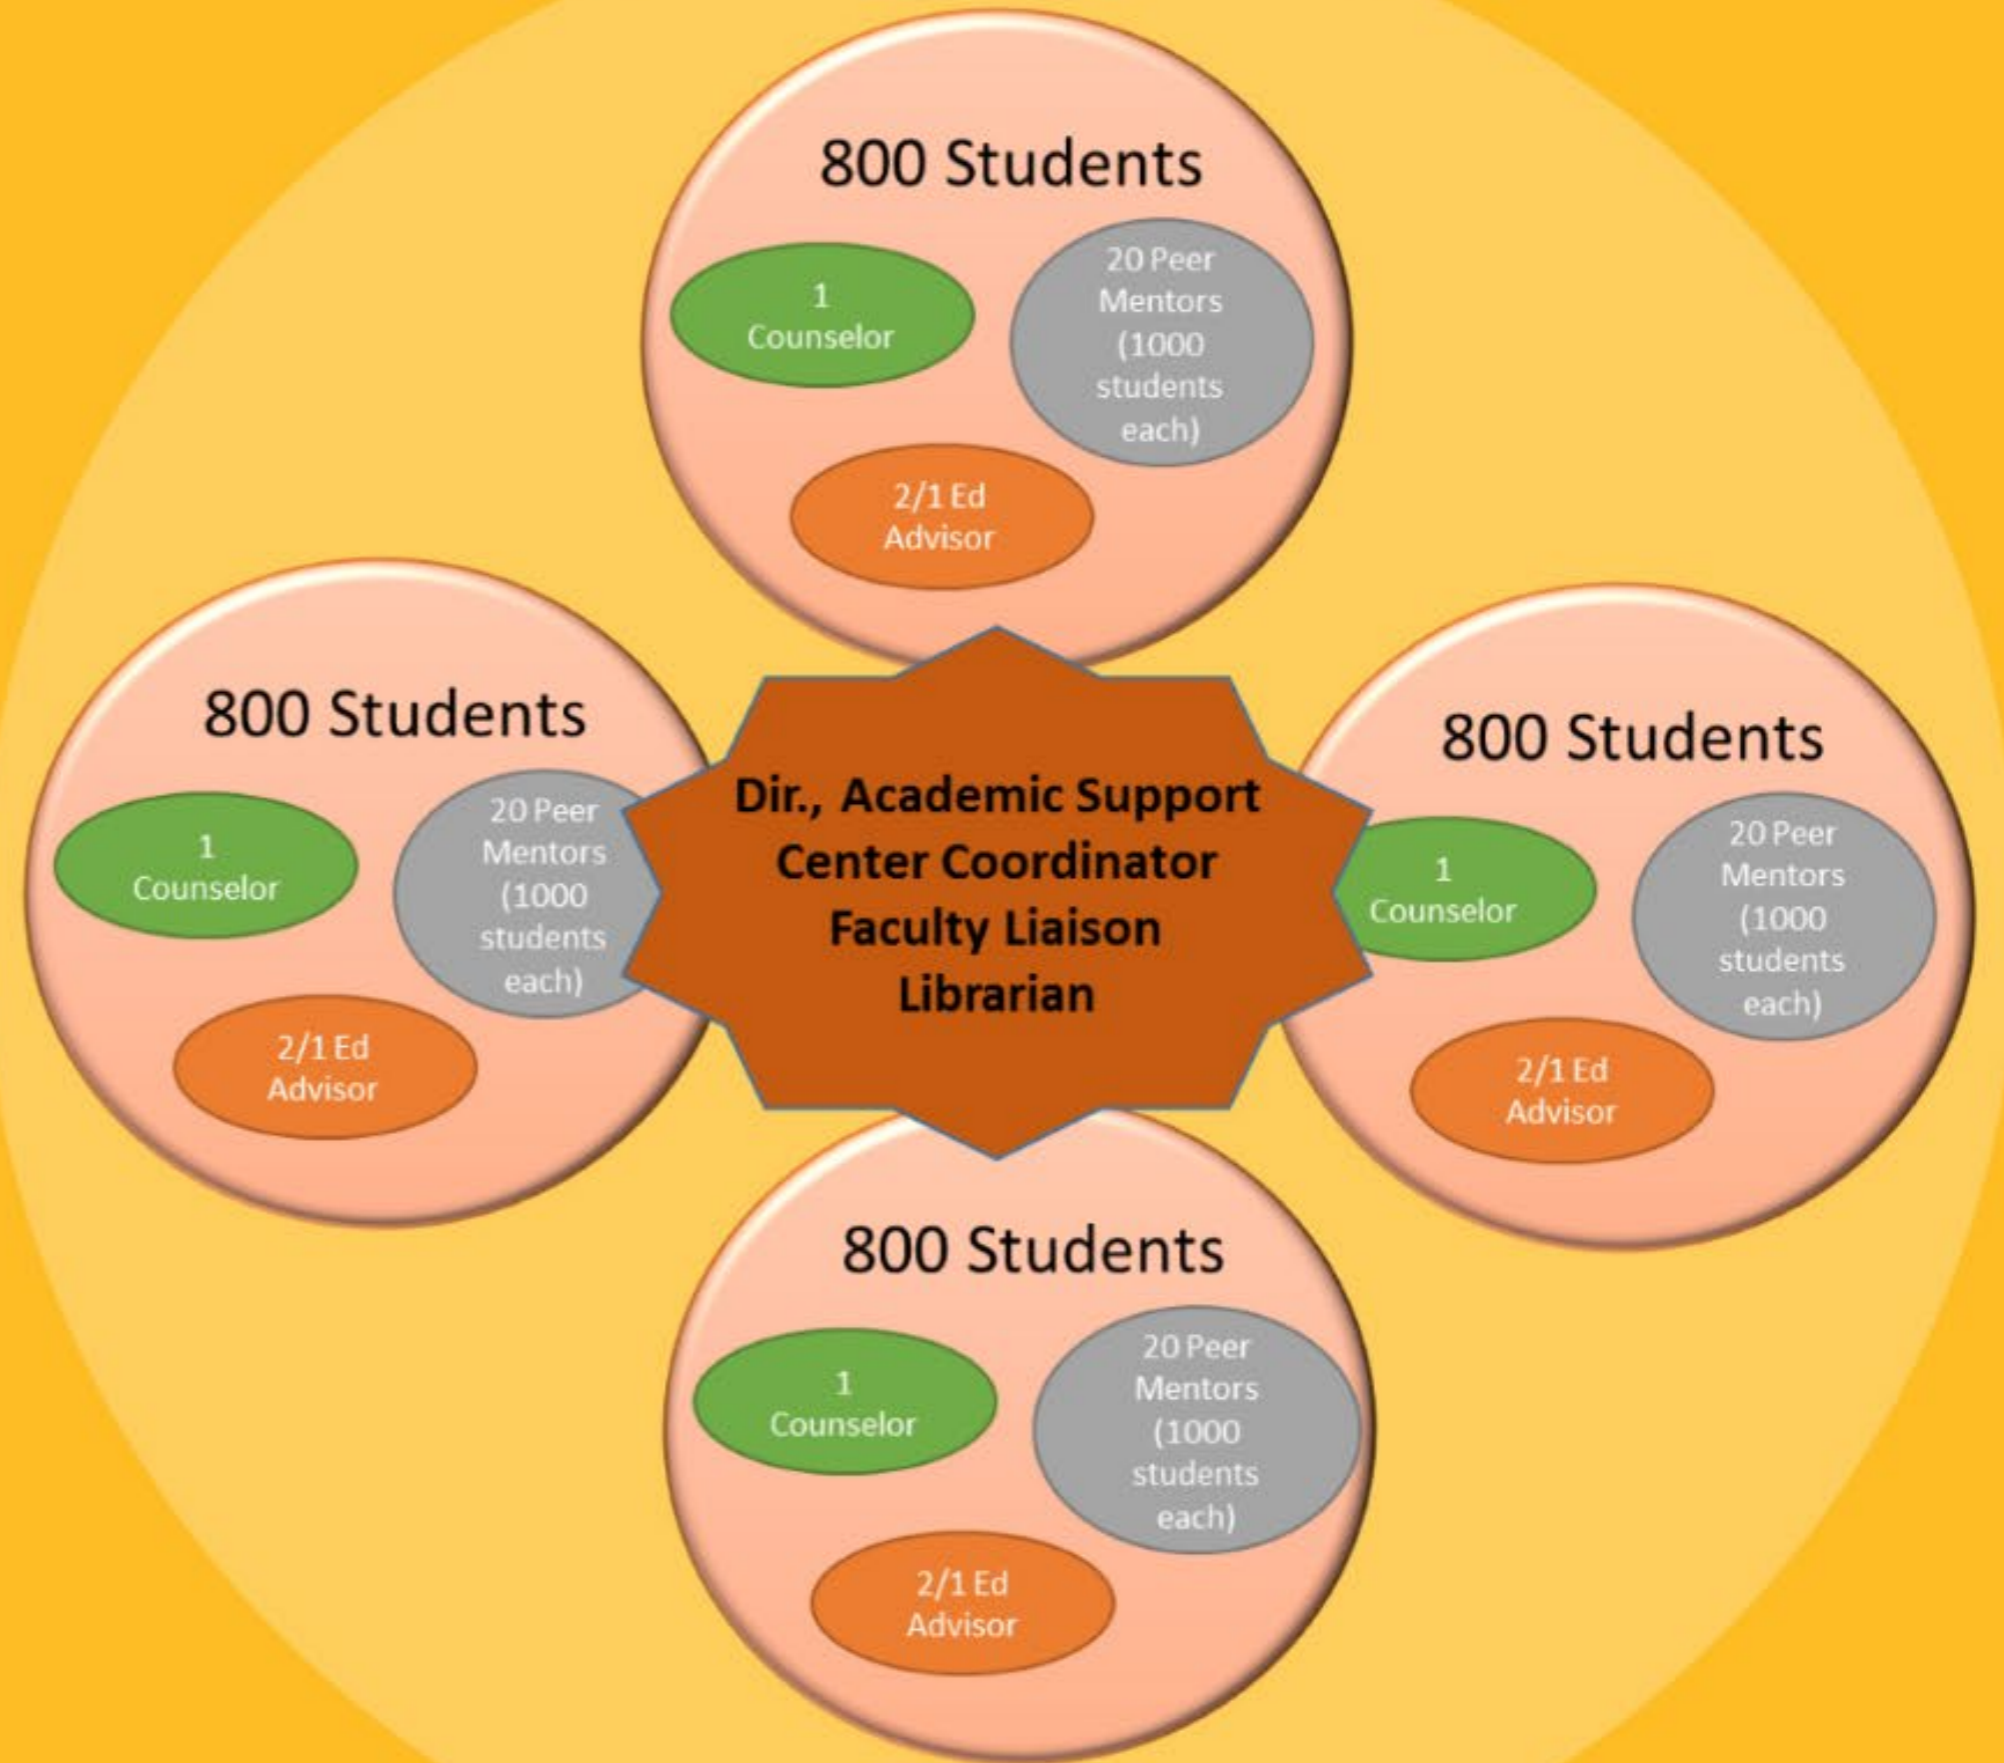 800 Students
1
Counselor
20 Peer
Mentors
(1000
students
each)
2/1 Ed
Advisor
800 Students
1
Counselor
20 Peer
Mentors
(1000
students
each)
2/1 Ed
Advisor
Dir., Academic Support
Center Coordinator
Faculty Liaison
Librarian
800 Students
1
Counselor
20 Peer
Mentors
(1000
students
each)
2/1 Ed
Advisor
800 Students
1
Counselor
20 Peer
Mentors
(1000
students
each)
2/1 Ed
Advisor